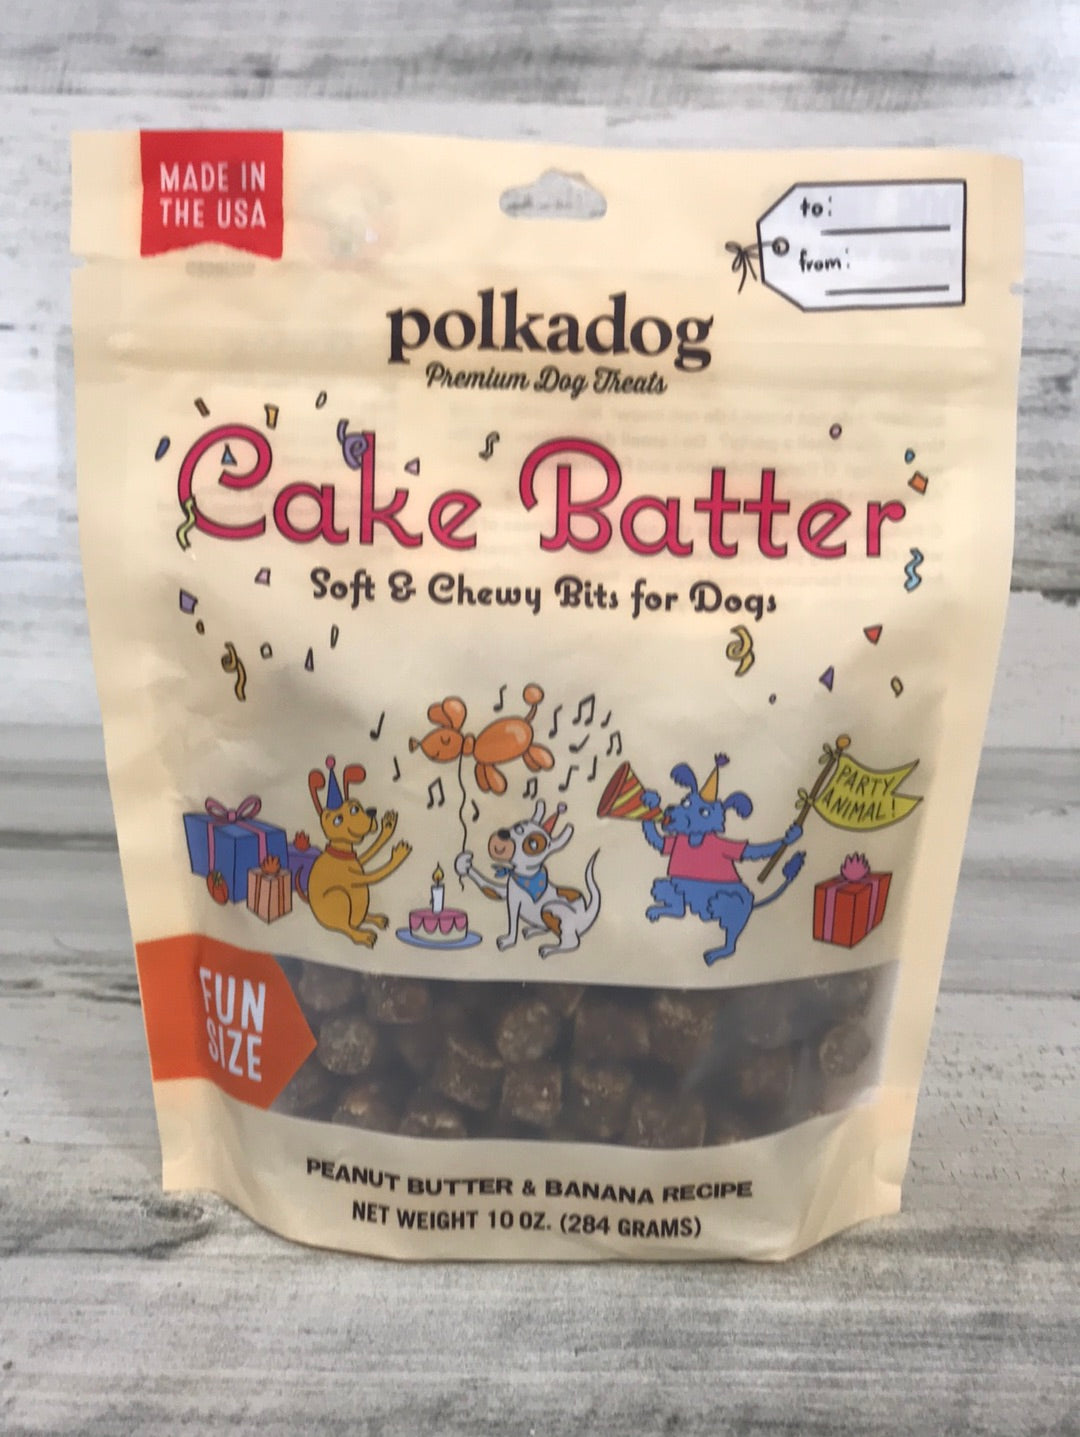 MADE IN
THE USA
to:
from:
polkadog
Premium Dog Treats
Cake Batter
Soft & Chewy Bits for Dogs
PARTY
ANIMAL!
FUN
SIZE
PEANUT BUTTER & BANANA RECIPE
NET WEIGHT 10 OZ. (284 GRAMS)